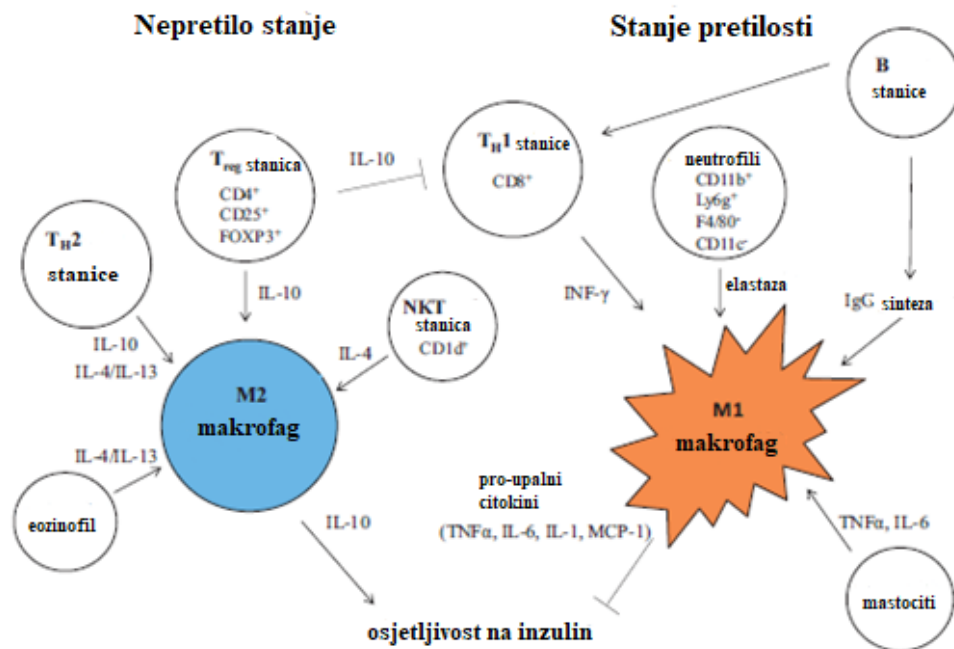 Nepretilo stanje
Stanje pretilosti
B
stanice
T_H1 stanice
CD8⁺
neutrofili
CD11b⁺
Ly6g⁺
F4/80⁻
CD11c⁻
T_reg stanica
CD4⁺
CD25⁺
FOXP3⁺
IL-10
T_H2
stanice
IL-10
NKT
stanica
CD1d⁺
INF-γ
elastaza
IgG sinteza
IL-10
IL-4/IL-13
IL-4
M2
makrofag
M1
makrofag
IL-4/IL-13
eozinofil
IL-10
pro-upalni
citokini
(TNFα, IL-6, IL-1, MCP-1)
TNFα, IL-6
mastociti
osjetljivost na inzulin